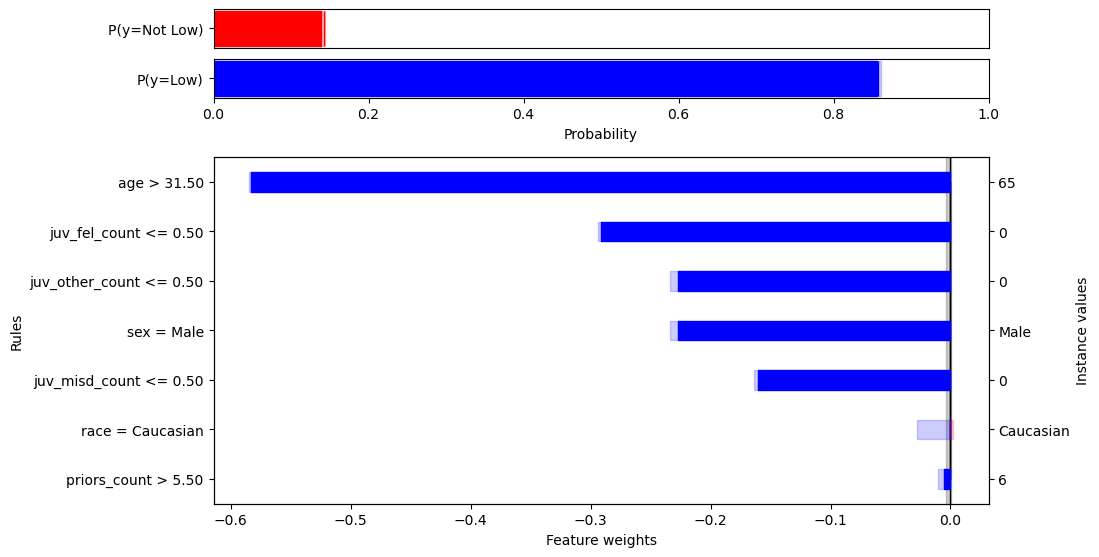 P(y=Not Low)
P(y=Low)
0.0 0.2 0.4 0.6 0.8 1.0
Probability
age > 31.50 65
juv_fel_count <= 0.50 0
juv_other_count <= 0.50 0
sex = Male Male
juv_misd_count <= 0.50 0
race = Caucasian Caucasian
priors_count > 5.50 6
Rules
Instance values
−0.6 −0.5 −0.4 −0.3 −0.2 −0.1 0.0
Feature weights